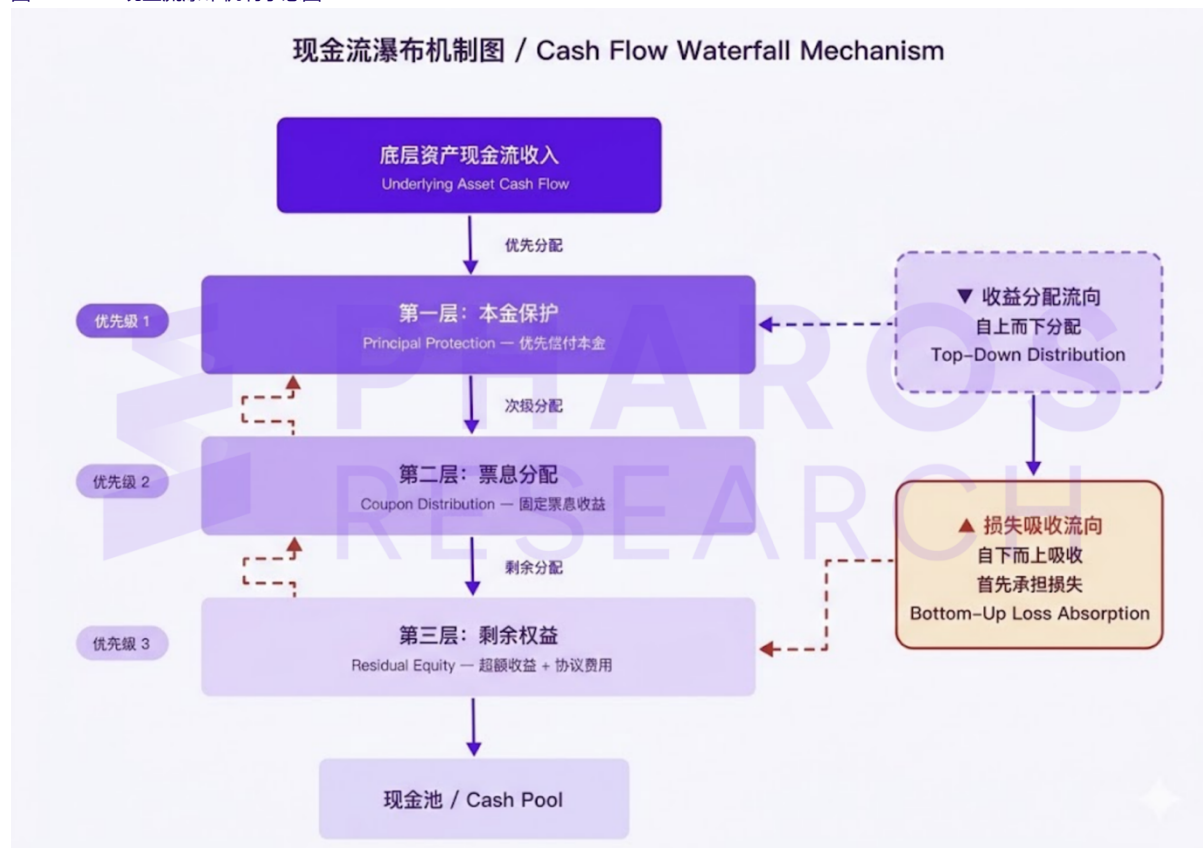 现金流瀑布机制图 / Cash Flow Waterfall Mechanism
底层资产现金流收入
Underlying Asset Cash Flow
优先分配
优先级 1
第一层：本金保护
Principal Protection — 优先偿付本金
▼ 收益分配流向
自上而下分配
Top-Down Distribution
次级分配
优先级 2
第二层：票息分配
Coupon Distribution — 固定票息收益
▲ 损失吸收流向
自下而上吸收
首先承担损失
Bottom-Up Loss Absorption
剩余分配
优先级 3
第三层：剩余权益
Residual Equity — 超额收益 + 协议费用
现金池 / Cash Pool
PHAROS
RESEARCH